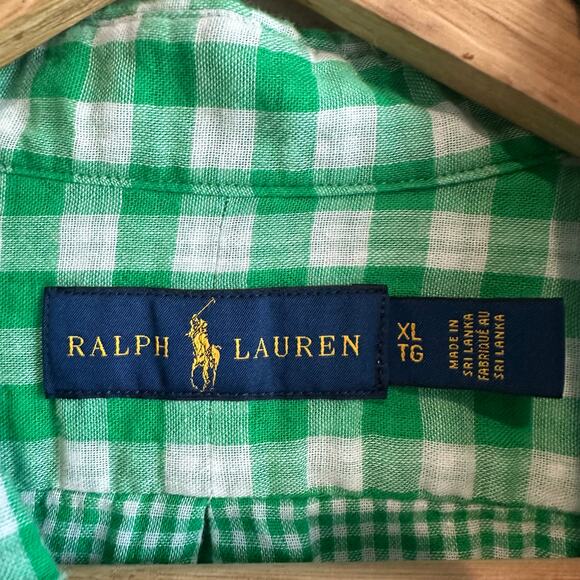 RALPH LAUREN
XL
TG
MADE IN
SRI LANKA
FABRIQUÉ AU
SRI LANKA